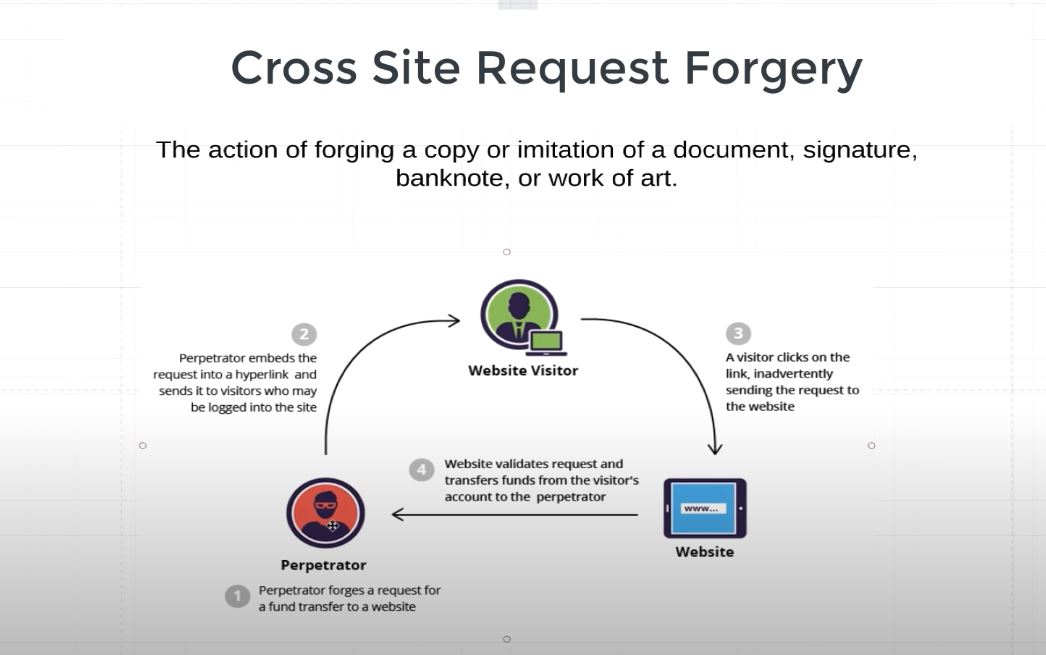 Cross Site Request Forgery
The action of forging a copy or imitation of a document, signature,
banknote, or work of art.
2
Perpetrator embeds the
request into a hyperlink and
sends it to visitors who may
be logged into the site
Website Visitor
3
A visitor clicks on the
link, inadvertently
sending the request to
the website
4
Website validates request and
transfers funds from the visitor's
account to the perpetrator
www...
Perpetrator
Website
1
Perpetrator forges a request for
a fund transfer to a website